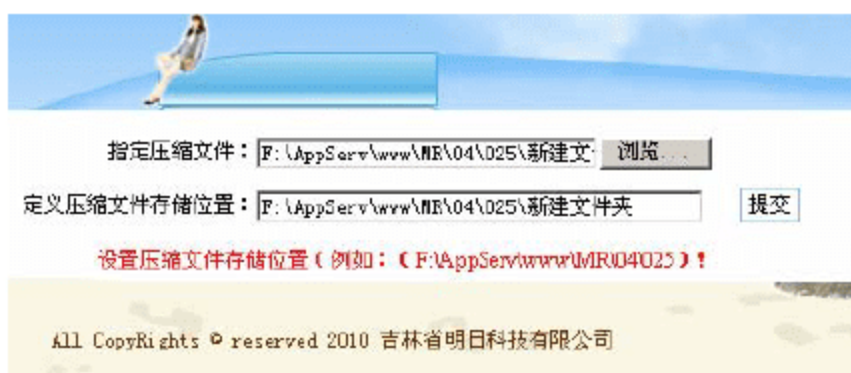 指定压缩文件：F:\AppServ\www\MR\04\025\新建文 浏览...
定义压缩文件存储位置：F:\AppServ\www\MR\04\025\新建文件夹 提交
设置压缩文件存储位置（例如：（F:\AppServ\www\MR\04\025）！
All CopyRights © reserved 2010 吉林省明日科技有限公司